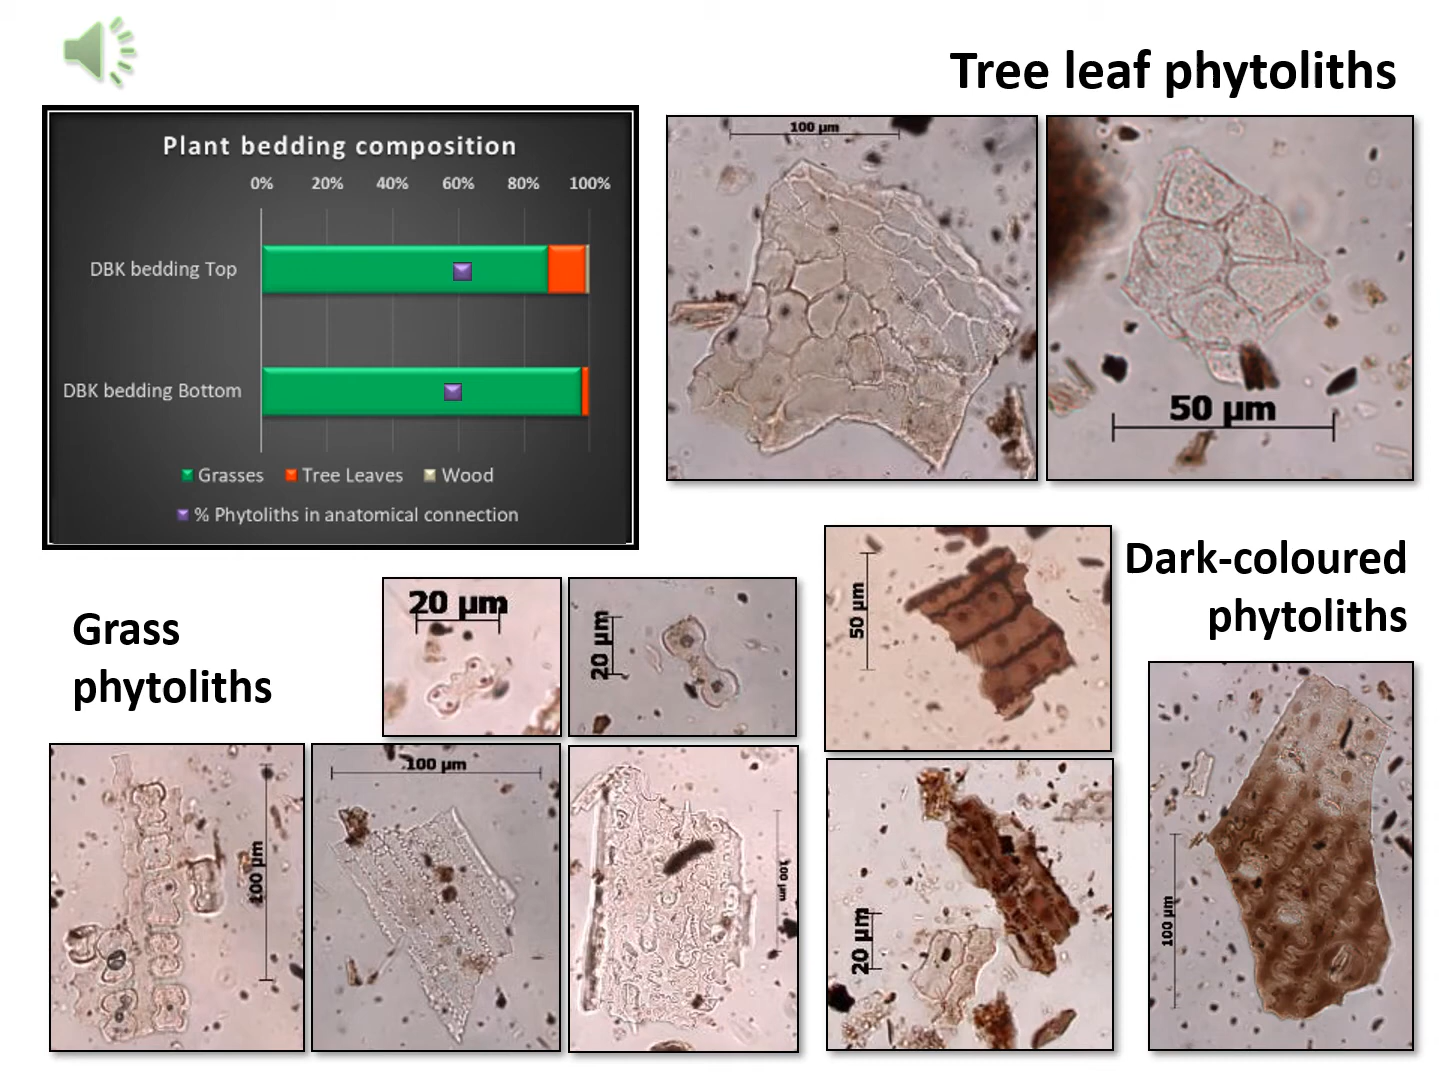 Tree leaf phytoliths
Plant bedding composition
0% 20% 40% 60% 80% 100%
DBK bedding Top
DBK bedding Bottom
Grasses Tree Leaves Wood
% Phytoliths in anatomical connection
100 µm
50 µm
Dark-coloured
phytoliths
Grass
phytoliths
20 µm
20 µm
50 µm
100 µm
100 µm
100 µm
20 µm
100 µm